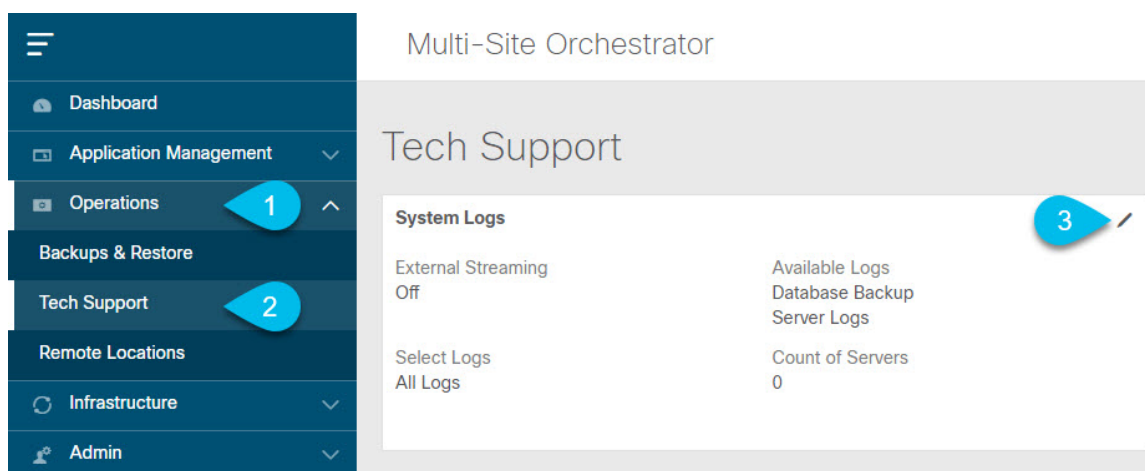 Multi-Site Orchestrator
Dashboard
Application Management
Operations
1
Backups & Restore
Tech Support
2
Remote Locations
Infrastructure
Admin
Tech Support
System Logs
3
External Streaming
Off
Available Logs
Database Backup
Server Logs
Select Logs
All Logs
Count of Servers
0